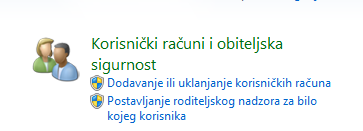 Korisnički računi i obiteljska
sigurnost
Dodavanje ili uklanjanje korisničkih računa
Postavljanje roditeljskog nadzora za bilo
kojeg korisnika